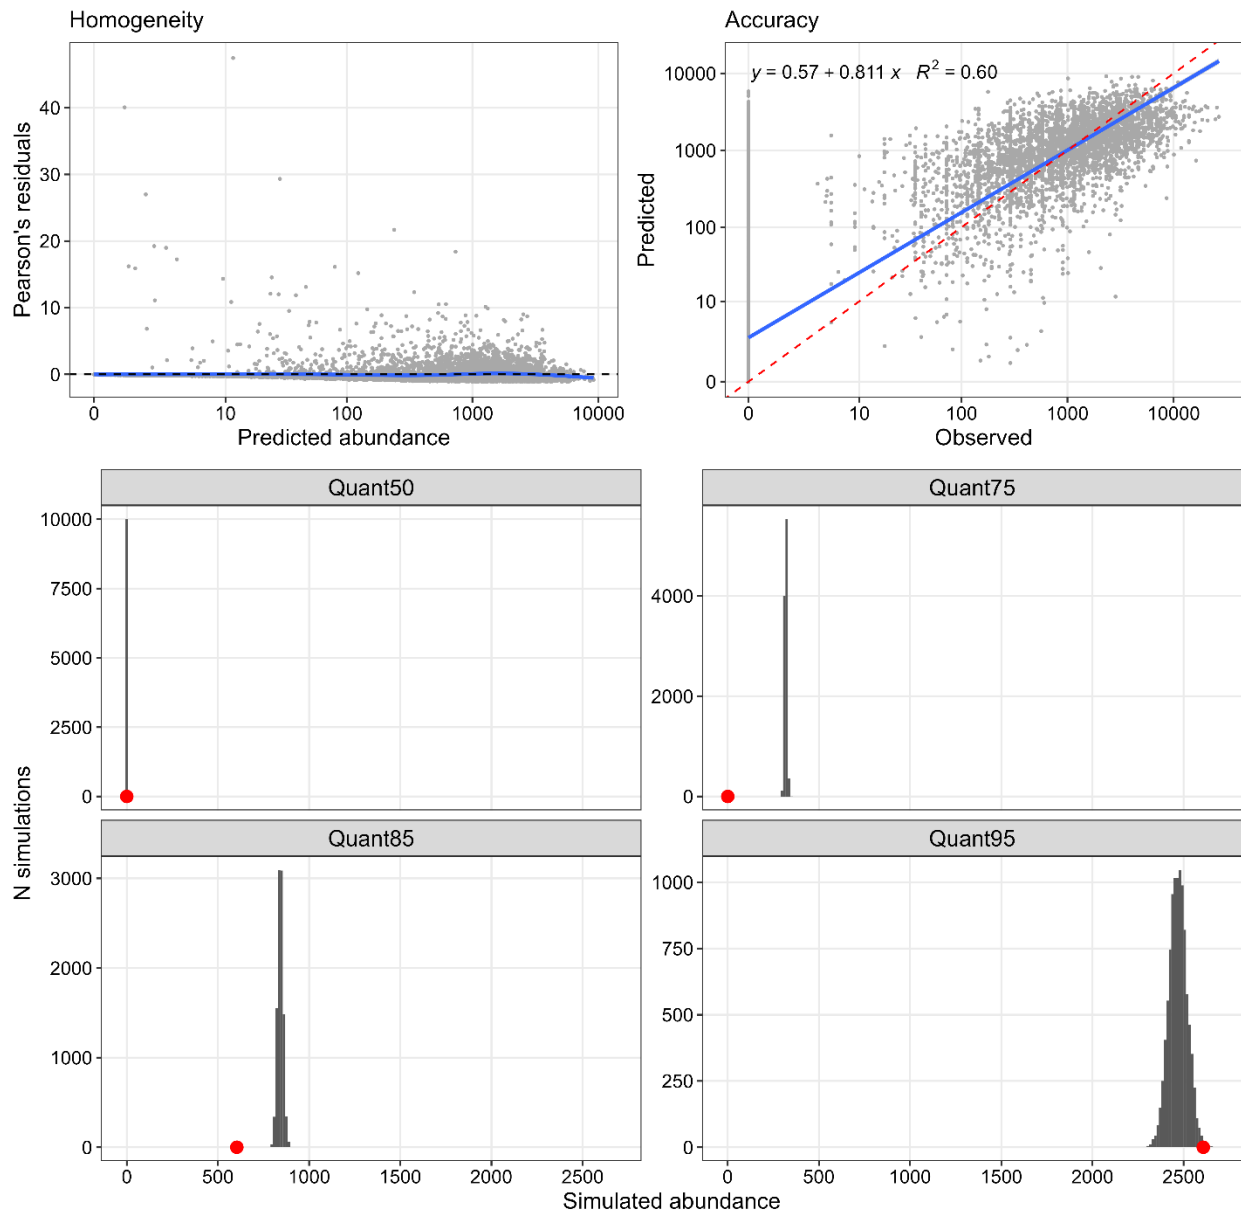 Homogeneity
Accuracy
40
30
20
10
0
Pearson's residuals
0 10 100 1000 10000
Predicted abundance
y = 0.57 + 0.811 x R² = 0.60
10000
1000
100
10
0
Predicted
0 10 100 1000 10000
Observed
Quant50
Quant75
10000
7500
5000
2500
0
4000
2000
0
N simulations
Quant85
Quant95
3000
2000
1000
0
1000
750
500
250
0
0 500 1000 1500 2000 2500
0 500 1000 1500 2000 2500
Simulated abundance